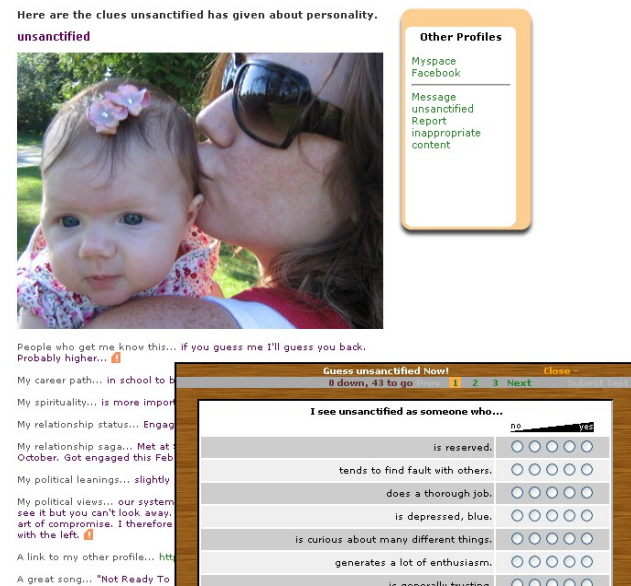 Here are the clues unsanctified has given about personality.
unsanctified
Other Profiles
Myspace
Facebook
Message
unsanctified
Report
inappropriate
content
People who get me know this... if you guess me I'll guess you back.
Probably higher...
My career path... in school to b
My spirituality... is more impor
My relationship status... Engag
My relationship saga... Met at
October. Got engaged this Feb
My political leanings... slightly
My political views... our system
see it but you can't look away.
art of compromise. I therefore
with the left.
A link to my other profile... htt
A great song... "Not Ready To
Guess unsanctified Now!
Close -
0 down, 43 to go Prev 1 2 3 Next Submit Test
I see unsanctified as someone who...
no yes
is reserved.
tends to find fault with others.
does a thorough job.
is depressed, blue.
is curious about many different things.
generates a lot of enthusiasm.
is generally trusting.